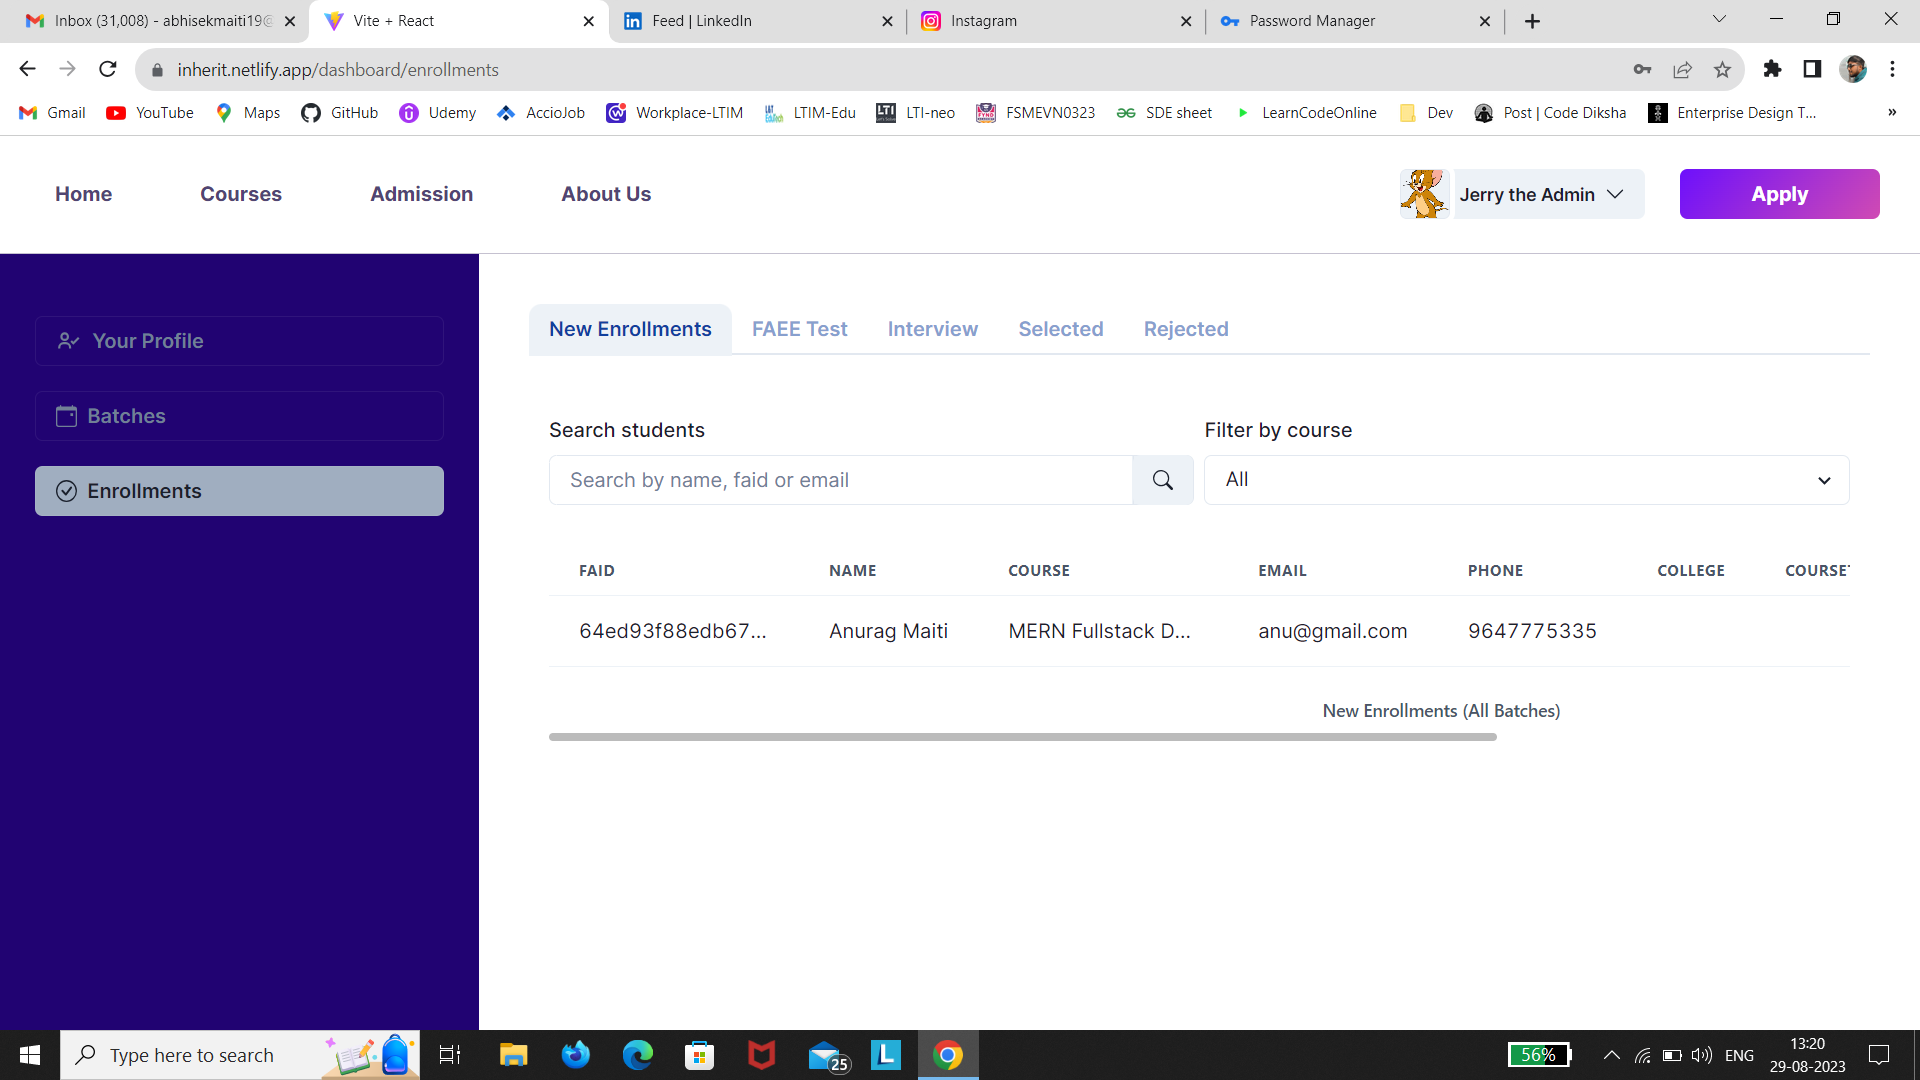 Inbox (31,008) - abhisekmaiti19@
Vite + React
Feed | LinkedIn
Instagram
Password Manager
inherit.netlify.app/dashboard/enrollments
Gmail
YouTube
Maps
GitHub
Udemy
AccioJob
Workplace-LTIM
LTIM-Edu
LTI-neo
FSMEVN0323
SDE sheet
LearnCodeOnline
Dev
Post | Code Diksha
Enterprise Design T...
»
Home
Courses
Admission
About Us
Jerry the Admin
Apply
Your Profile
Batches
Enrollments
New Enrollments
FAEE Test
Interview
Selected
Rejected
Search students
Filter by course
Search by name, faid or email
All
FAID NAME COURSE EMAIL PHONE COLLEGE COURSE
64ed93f88edb67... Anurag Maiti MERN Fullstack D... anu@gmail.com 9647775335
New Enrollments (All Batches)
Type here to search
25
56%
ENG
13:20
29-08-2023